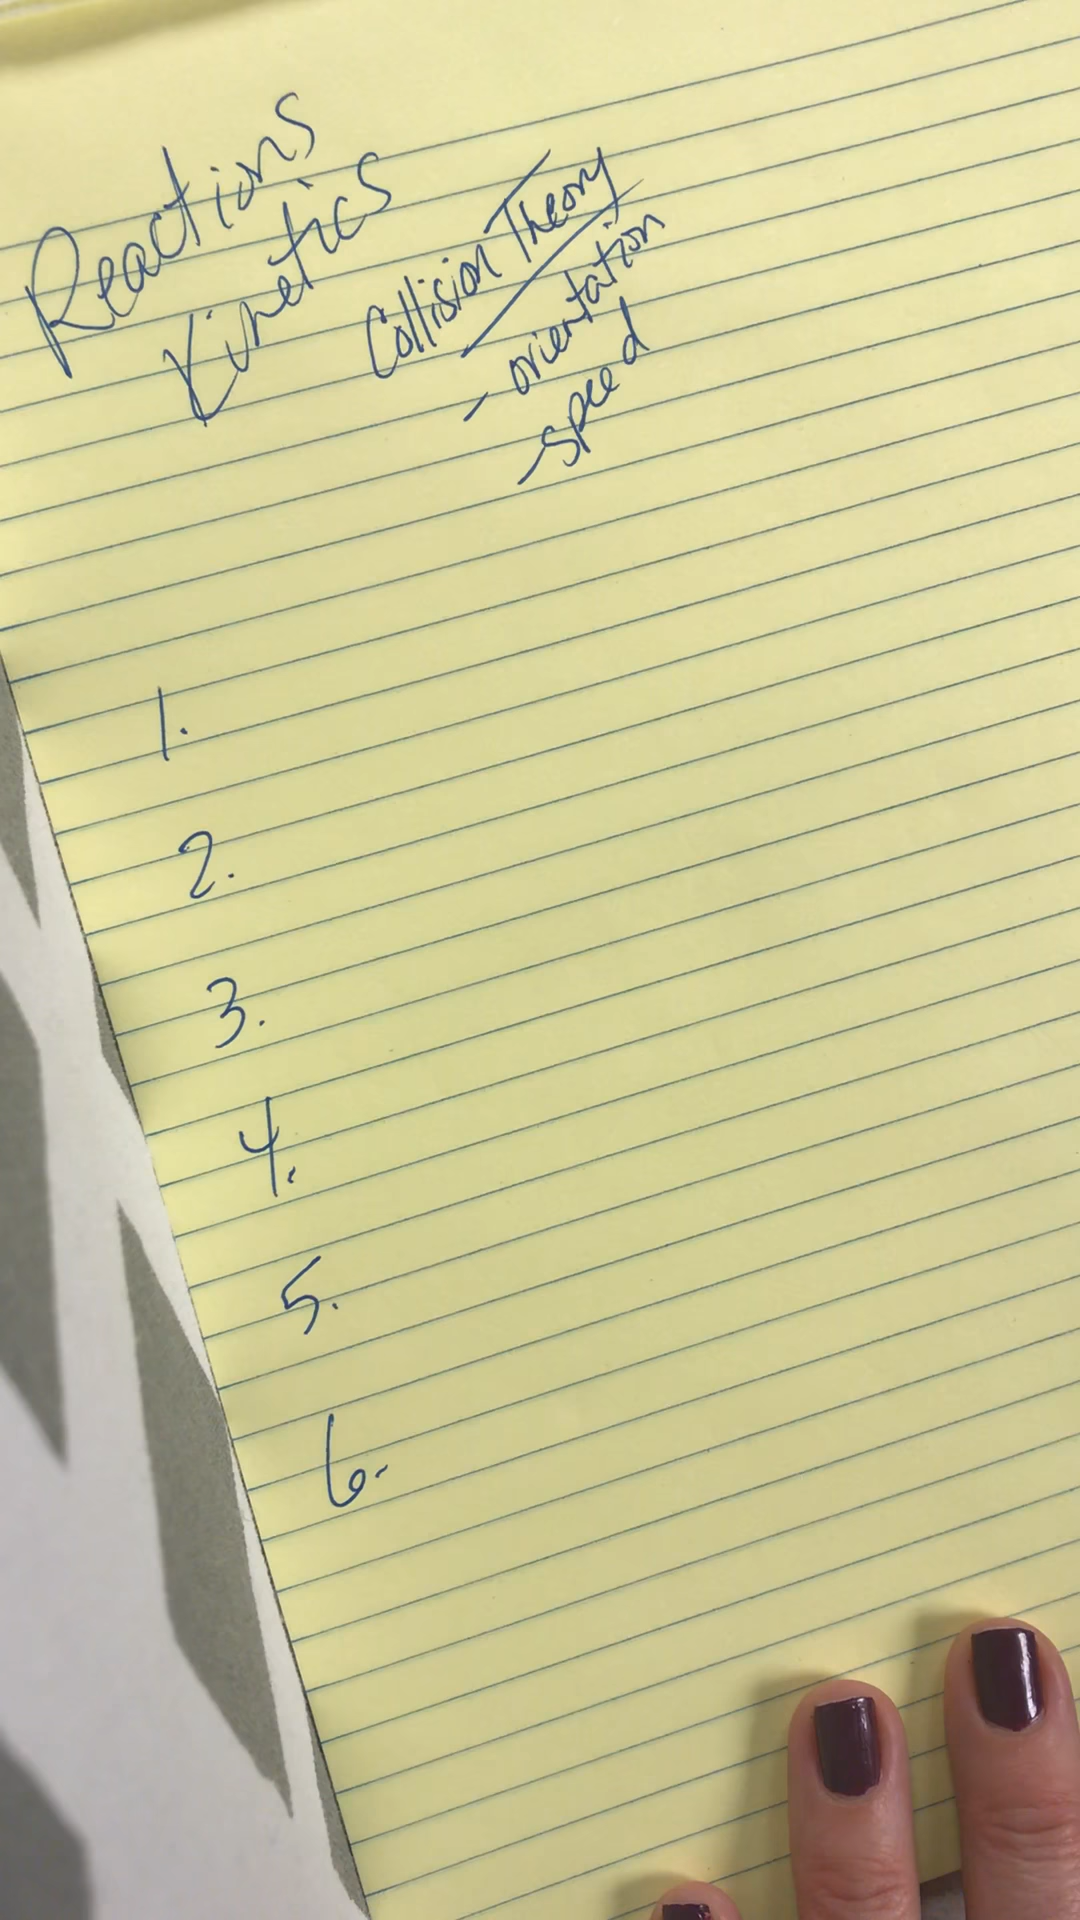 Reactions
Kinetics
Collision Theory
- orientation
- speed
1.
2.
3.
4.
5.
6.